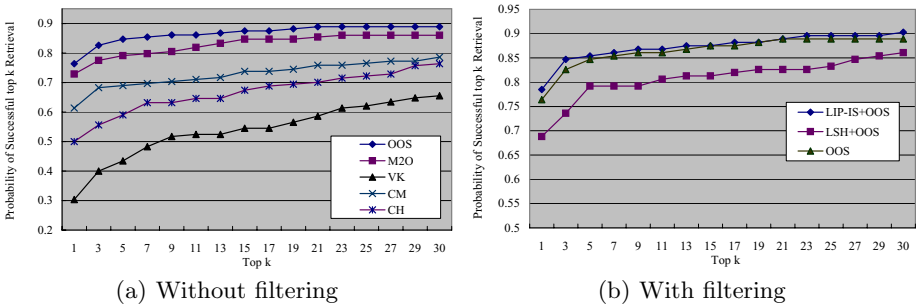 Probability of Successful top k Retrieval
0.9
0.8
0.7
0.6
0.5
0.4
0.3
0.2
1 3 5 7 9 11 13 15 17 19 21 23 25 27 30
Top k
OOS
M2O
VK
CM
CH
(a) Without filtering
Probability of Successful top k Retrieval
0.95
0.9
0.85
0.8
0.75
0.7
0.65
0.6
0.55
0.5
1 3 5 7 9 11 13 15 17 19 21 23 25 27 30
Top k
LIP-IS+OOS
LSH+OOS
OOS
(b) With filtering